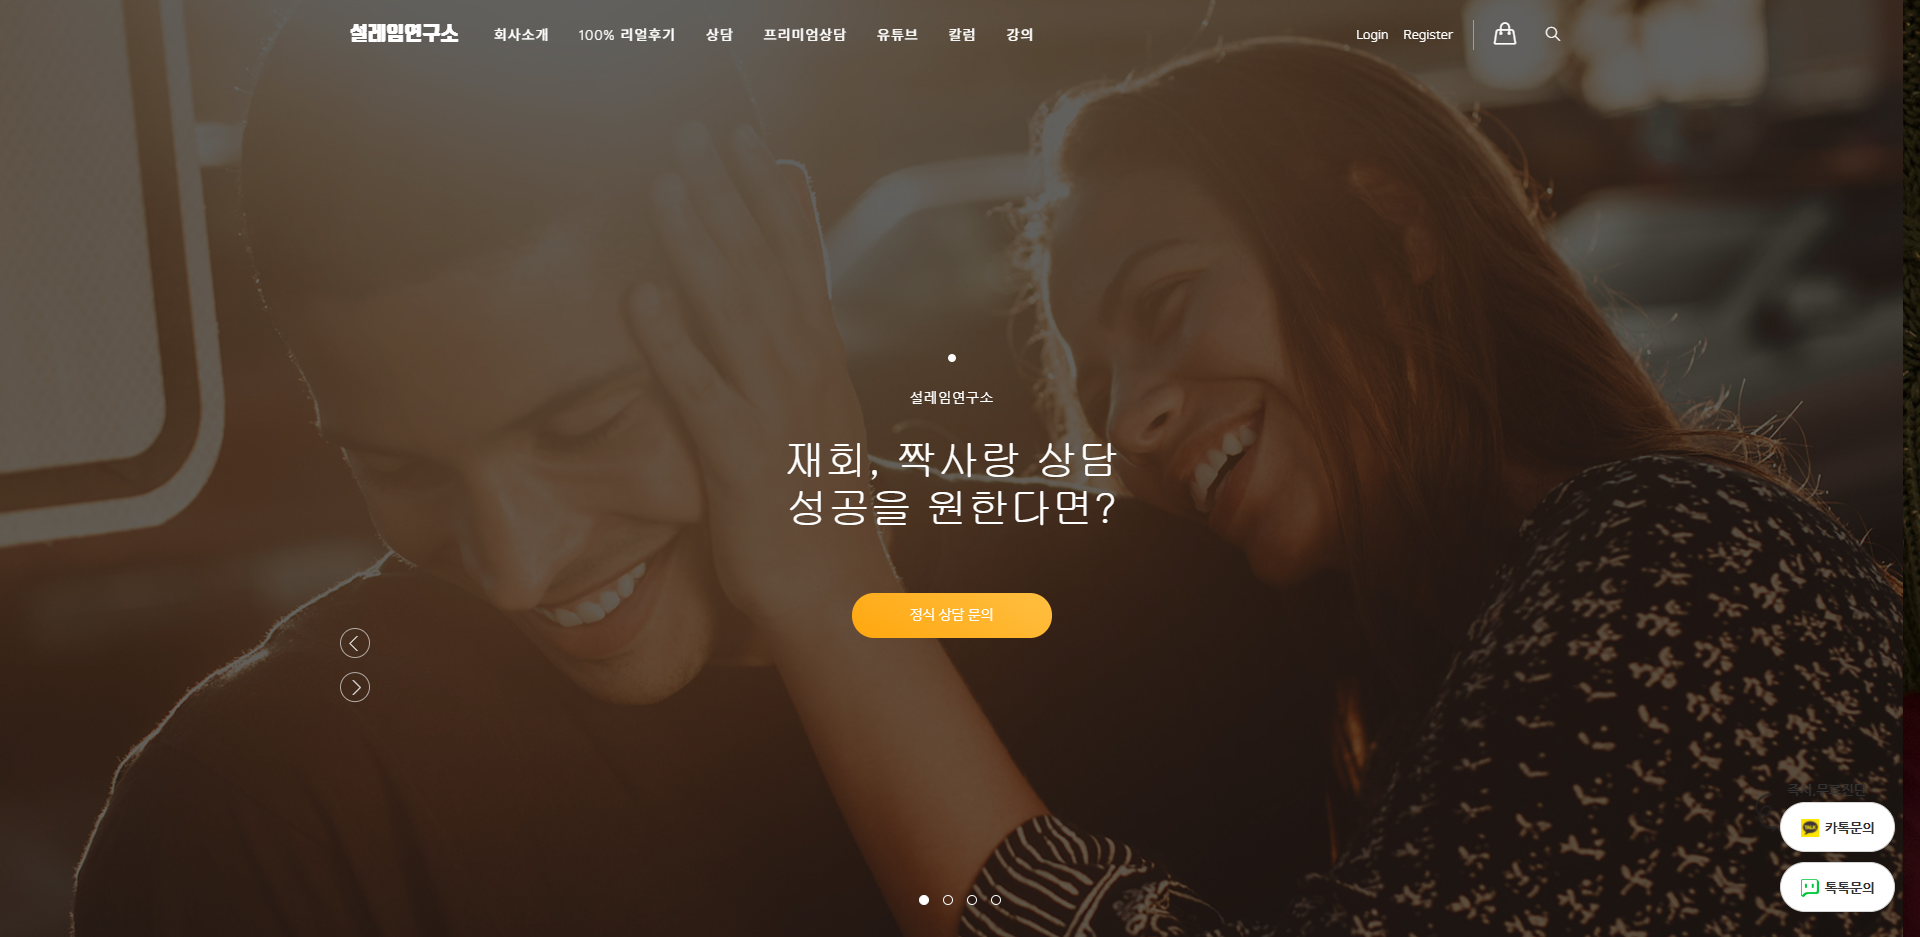 설레임연구소
회사소개
100% 리얼후기
상담
프리미엄상담
유튜브
칼럼
강의
Login
Register
설레임연구소
재회, 짝사랑 상담
성공을 원한다면?
정식 상담 문의
카톡문의
톡톡문의